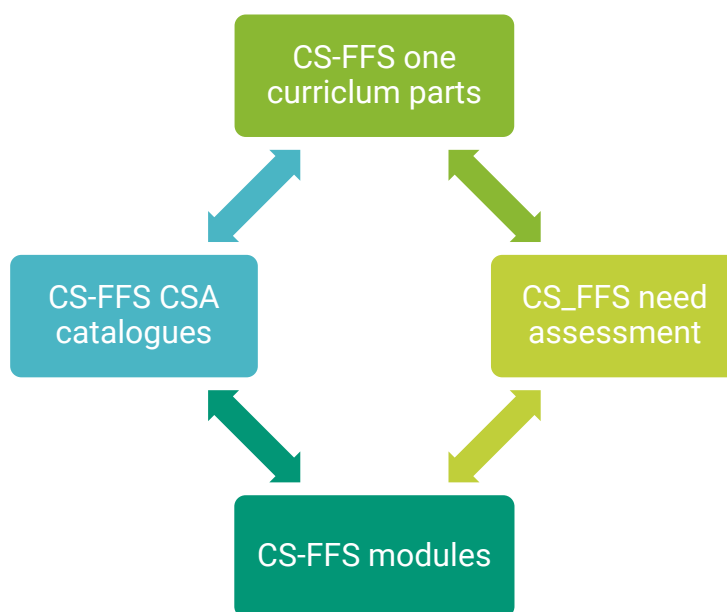 CS-FFS one
curriclum parts
CS-FFS CSA
catalogues
CS_FFS need
assessment
CS-FFS modules